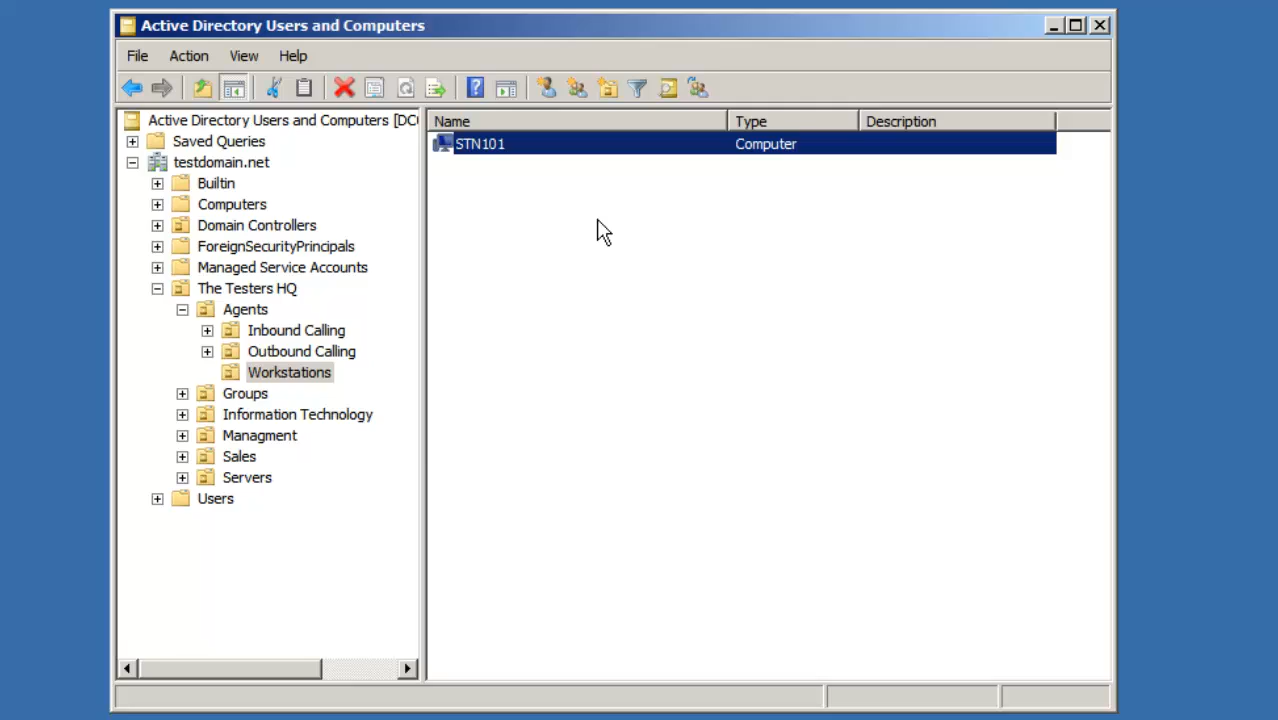 Active Directory Users and Computers
File Action View Help
Active Directory Users and Computers [DC
Saved Queries
testdomain.net
Builtin
Computers
Domain Controllers
ForeignSecurityPrincipals
Managed Service Accounts
The Testers HQ
Agents
Inbound Calling
Outbound Calling
Workstations
Groups
Information Technology
Managment
Sales
Servers
Users
Name Type Description
STN101 Computer